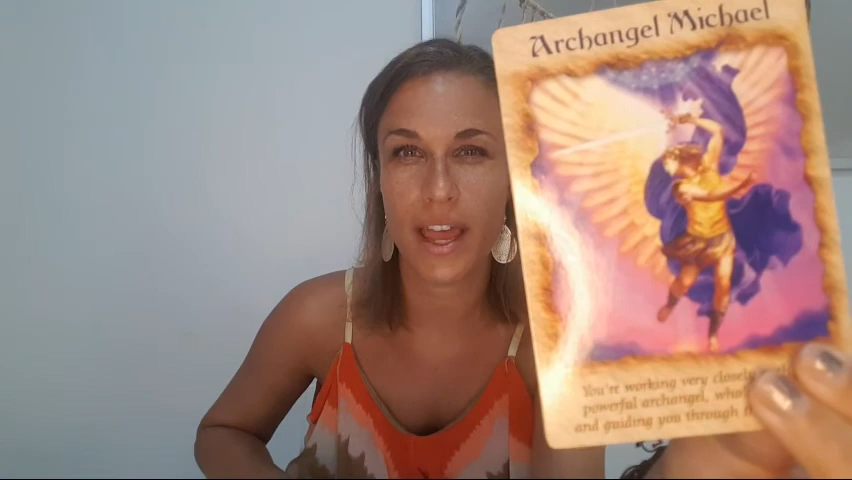 Archangel Michael
You're working very closely with
powerful archangel, who
and guiding you through